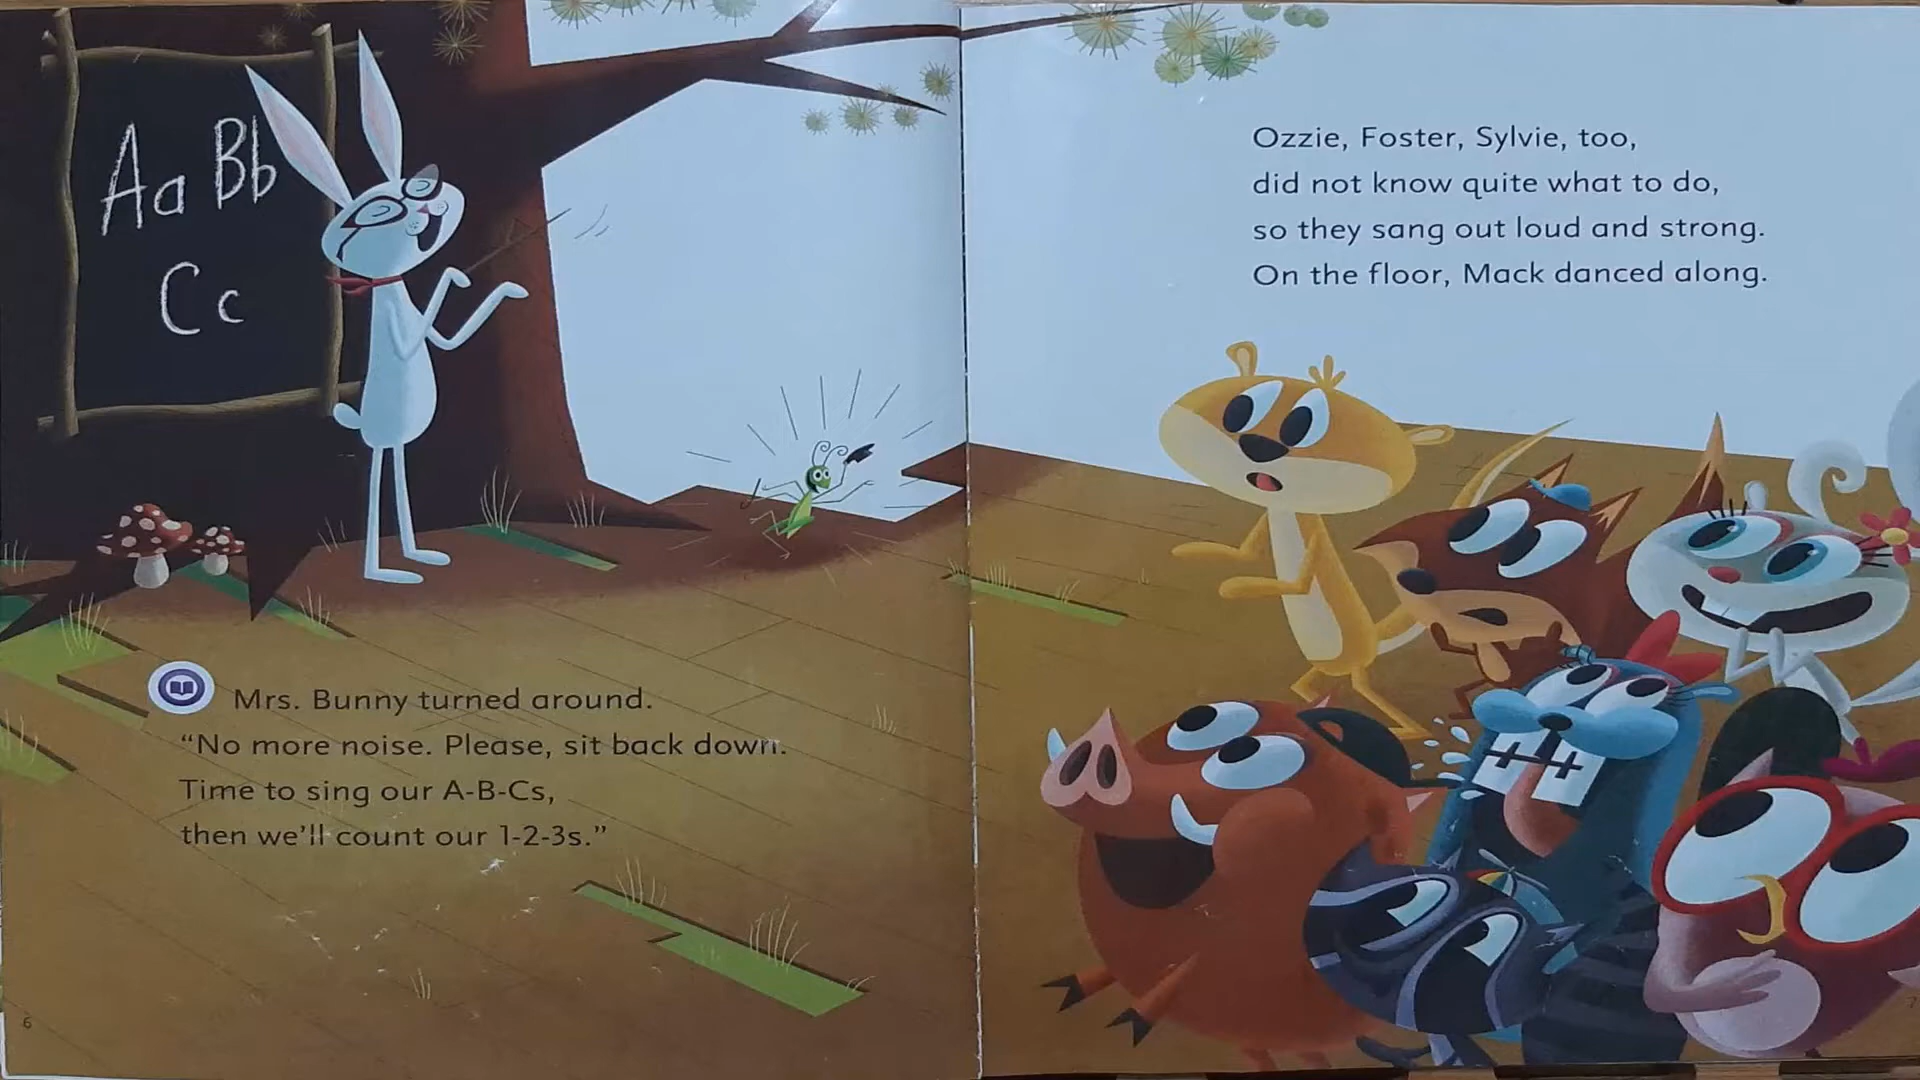 Aa Bb
Cc
Mrs. Bunny turned around.
“No more noise. Please, sit back down.
Time to sing our A-B-Cs,
then we’ll count our 1-2-3s.”
6
Ozzie, Foster, Sylvie, too,
did not know quite what to do,
so they sang out loud and strong.
On the floor, Mack danced along.
7